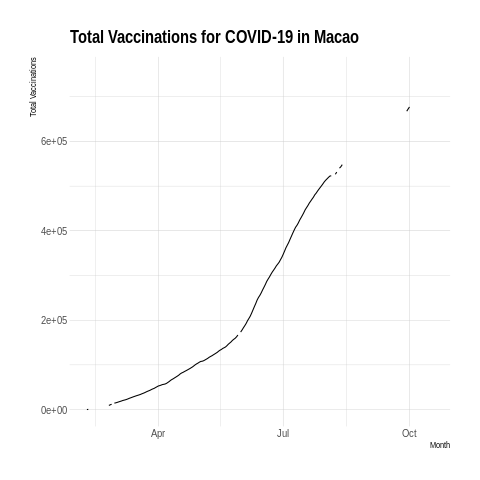 Total Vaccinations for COVID-19 in Macao
Total Vaccinations
6e+05
4e+05
2e+05
0e+00
Apr
Jul
Oct
Month